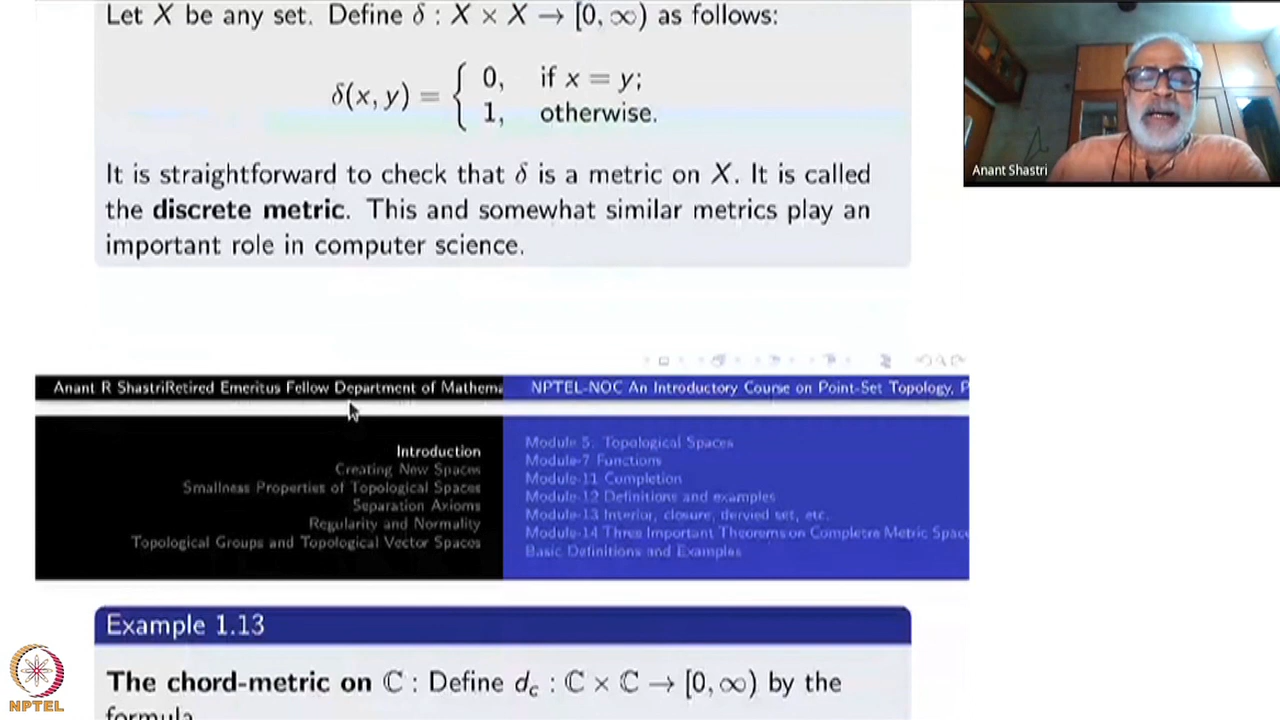 Let X be any set. Define δ : X × X → [0, ∞) as follows:
δ(x, y) = { 0, if x = y;
1, otherwise.
It is straightforward to check that δ is a metric on X. It is called
the discrete metric. This and somewhat similar metrics play an
important role in computer science.
Anant Shastri
Anant R ShastriRetired Emeritus Fellow Department of Mathema
NPTEL-NOC An Introductory Course on Point-Set Topology, P
Introduction
Creating New Spaces
Smallness Properties of Topological Spaces
Separation Axioms
Regularity and Normality
Topological Groups and Topological Vector Spaces
Module 5: Topological Spaces
Module-7 Functions
Module-11 Completion
Module-12 Definitions and examples
Module-13 Interior, closure, dervied set, etc.
Module-14 Three Important Theorems on Complete Metric Space
Basic Definitions and Examples
Example 1.13
The chord-metric on ℂ : Define d_c : ℂ × ℂ → [0, ∞) by the
formula
NPTEL